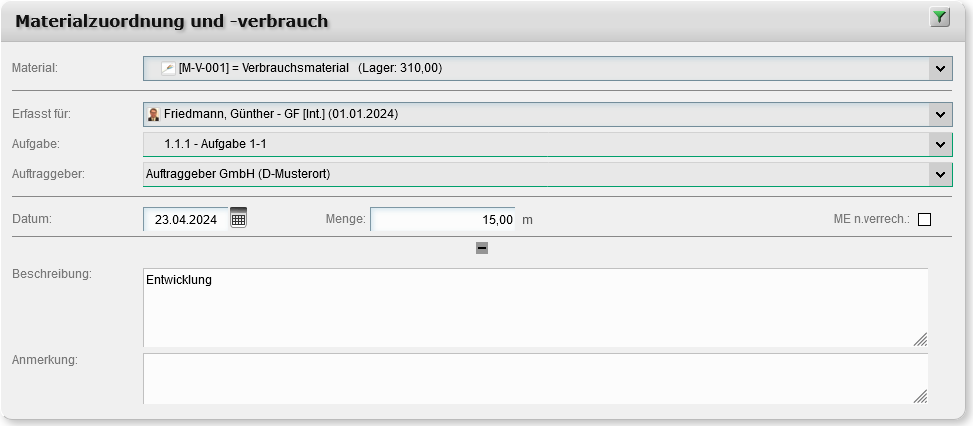 Materialzuordnung und -verbrauch
Material: [M-V-001] = Verbrauchsmaterial (Lager: 310,00)
Erfasst für: Friedmann, Günther - GF [Int.] (01.01.2024)
Aufgabe: 1.1.1 - Aufgabe 1-1
Auftraggeber: Auftraggeber GmbH (D-Musterort)
Datum: 23.04.2024 Menge: 15,00 m ME n.verrech.:
Beschreibung: Entwicklung
Anmerkung: